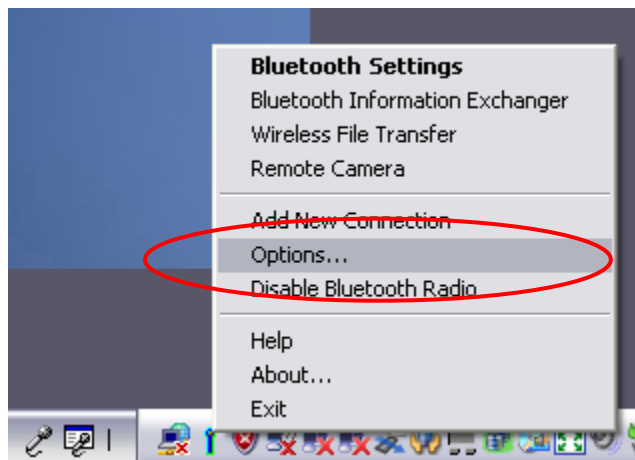 Bluetooth Settings
Bluetooth Information Exchanger
Wireless File Transfer
Remote Camera
Add New Connection
Options...
Disable Bluetooth Radio
Help
About...
Exit